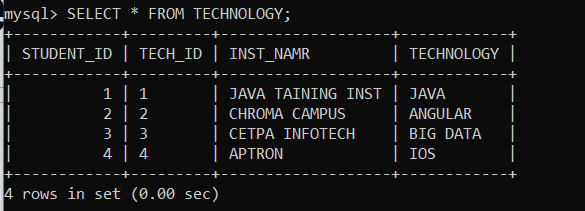 mysql> SELECT * FROM TECHNOLOGY;
+------------+---------+-------------------+------------+
| STUDENT_ID | TECH_ID | INST_NAMR         | TECHNOLOGY |
+------------+---------+-------------------+------------+
|          1 | 1       | JAVA TAINING INST | JAVA       |
|          2 | 2       | CHROMA CAMPUS     | ANGULAR    |
|          3 | 3       | CETPA INFOTECH    | BIG DATA   |
|          4 | 4       | APTRON            | IOS        |
+------------+---------+-------------------+------------+
4 rows in set (0.00 sec)